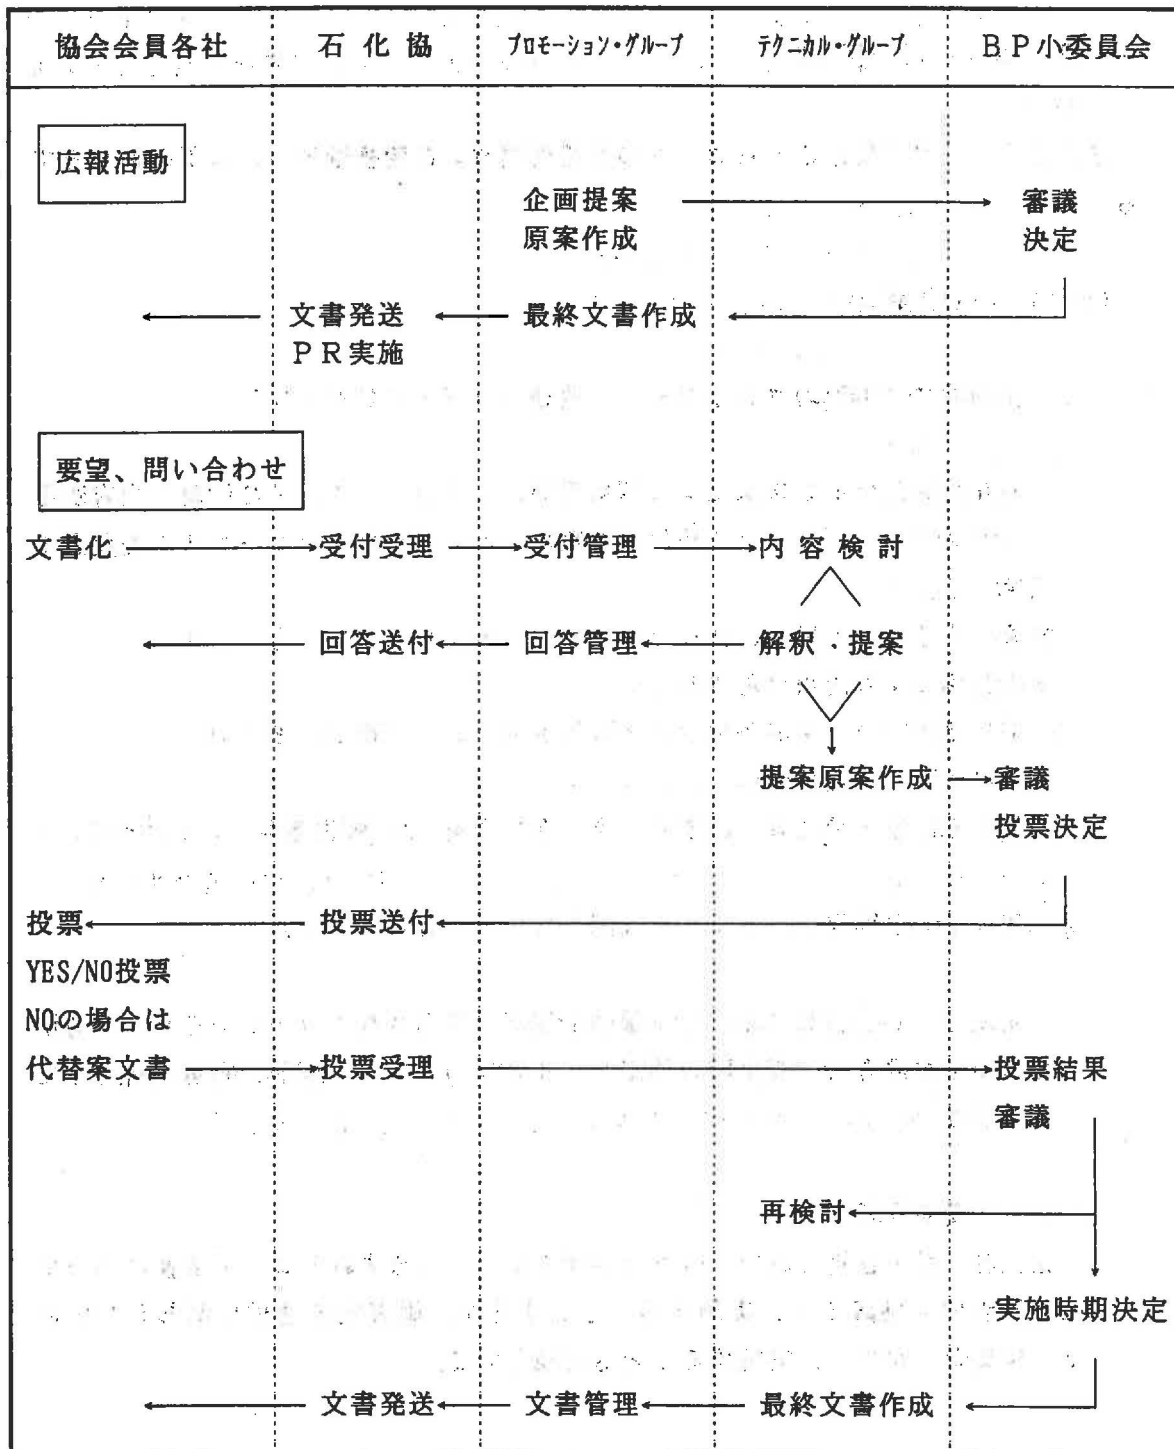 協会会員各社 石化協 プロモーション・グループ テクニカル・グループ BP小委員会
広報活動
企画提案 審議
原案作成 決定
文書発送 最終文書作成
PR実施
要望、問い合わせ
文書化 受付受理 受付管理 内容検討
回答送付 回答管理 解釈・提案
提案原案作成 審議
投票決定
投票 投票送付
YES/NO投票
NOの場合は
代替案文書 投票受理 投票結果
審議
再検討
実施時期決定
文書発送 文書管理 最終文書作成